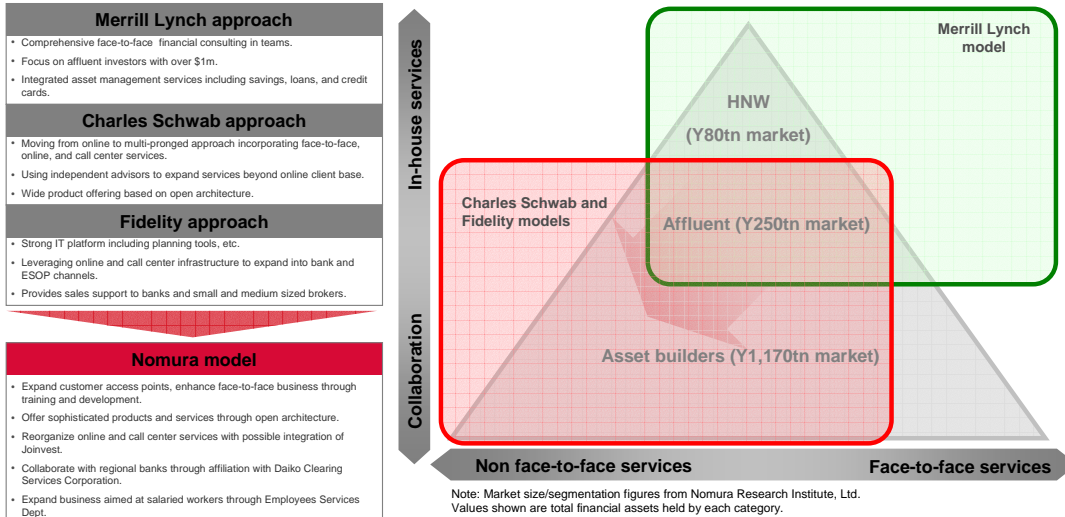 Merrill Lynch approach
• Comprehensive face-to-face financial consulting in teams.
• Focus on affluent investors with over $1m.
• Integrated asset management services including savings, loans, and credit
cards.
Charles Schwab approach
• Moving from online to multi-pronged approach incorporating face-to-face,
online, and call center services.
• Using independent advisors to expand services beyond online client base.
• Wide product offering based on open architecture.
Fidelity approach
• Strong IT platform including planning tools, etc.
• Leveraging online and call center infrastructure to expand into bank and
ESOP channels.
• Provides sales support to banks and small and medium sized brokers.
Nomura model
• Expand customer access points, enhance face-to-face business through
training and development.
• Offer sophisticated products and services through open architecture.
• Reorganize online and call center services with possible integration of
Joinvest.
• Collaborate with regional banks through affiliation with Daiko Clearing
Services Corporation.
• Expand business aimed at salaried workers through Employees Services
Dept.
In-house services
Collaboration
Merrill Lynch
model
HNW
(Y80tn market)
Charles Schwab and
Fidelity models
Affluent (Y250tn market)
Asset builders (Y1,170tn market)
Non face-to-face services
Face-to-face services
Note: Market size/segmentation figures from Nomura Research Institute, Ltd.
Values shown are total financial assets held by each category.